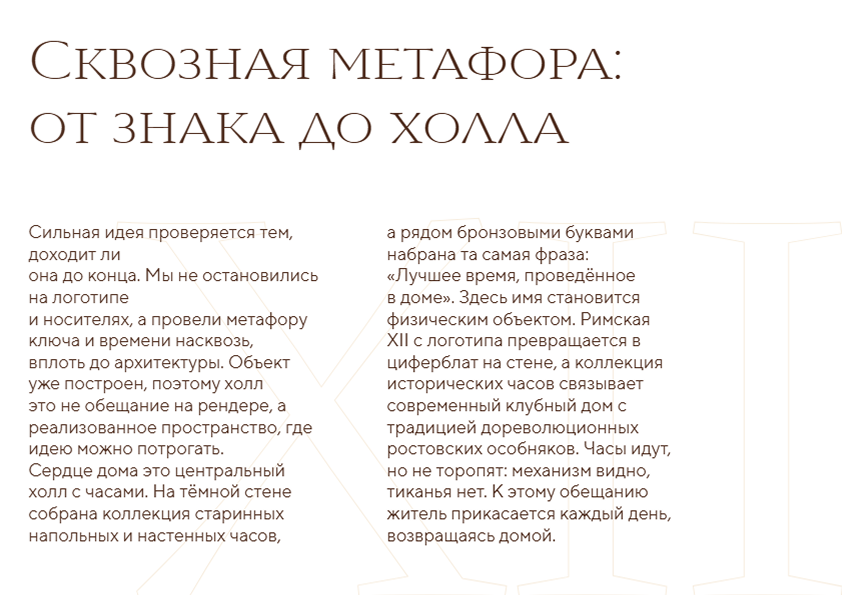 Сквозная метафора:
от знака до холла
Сильная идея проверяется тем,
доходит ли
она до конца. Мы не остановились
на логотипе
и носителях, а провели метафору
ключа и времени насквозь,
вплоть до архитектуры. Объект
уже построен, поэтому холл
это не обещание на рендере, а
реализованное пространство, где
идею можно потрогать.
Сердце дома это центральный
холл с часами. На тёмной стене
собрана коллекция старинных
напольных и настенных часов,
а рядом бронзовыми буквами
набрана та самая фраза:
«Лучшее время, проведённое
в доме». Здесь имя становится
физическим объектом. Римская
XII с логотипа превращается в
циферблат на стене, а коллекция
исторических часов связывает
современный клубный дом с
традицией дореволюционных
ростовских особняков. Часы идут,
но не торопят: механизм видно,
тиканья нет. К этому обещанию
житель прикасается каждый день,
возвращаясь домой.
XII